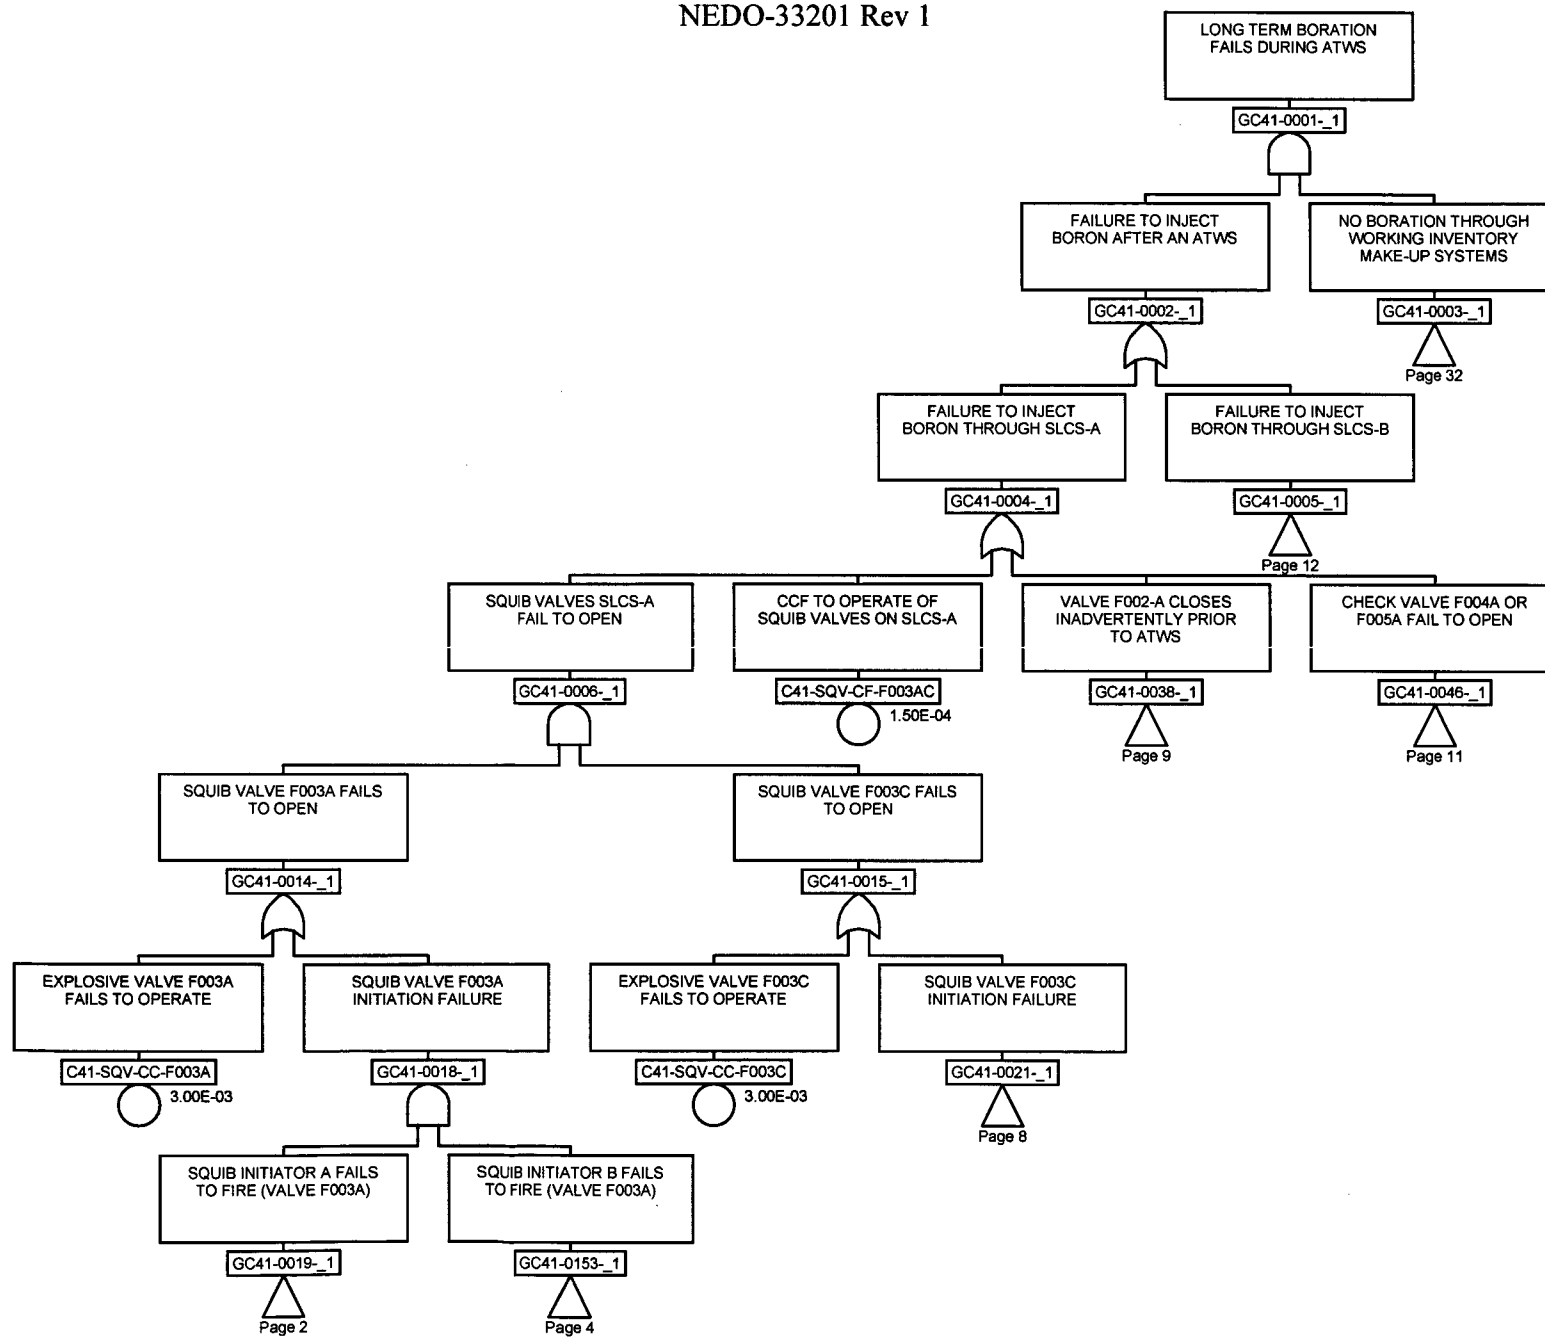 NEDO-33201 Rev 1
LONG TERM BORATION
FAILS DURING ATWS
GC41-0001-_1
FAILURE TO INJECT
BORON AFTER AN ATWS
GC41-0002-_1
NO BORATION THROUGH
WORKING INVENTORY
MAKE-UP SYSTEMS
GC41-0003-_1
Page 32
FAILURE TO INJECT
BORON THROUGH SLCS-A
GC41-0004-_1
FAILURE TO INJECT
BORON THROUGH SLCS-B
GC41-0005-_1
Page 12
SQUIB VALVES SLCS-A
FAIL TO OPEN
GC41-0006-_1
CCF TO OPERATE OF
SQUIB VALVES ON SLCS-A
C41-SQV-CF-F003AC
1.50E-04
VALVE F002-A CLOSES
INADVERTENTLY PRIOR
TO ATWS
GC41-0038-_1
Page 9
CHECK VALVE F004A OR
F005A FAIL TO OPEN
GC41-0046-_1
Page 11
SQUIB VALVE F003A FAILS
TO OPEN
GC41-0014-_1
SQUIB VALVE F003C FAILS
TO OPEN
GC41-0015-_1
EXPLOSIVE VALVE F003A
FAILS TO OPERATE
C41-SQV-CC-F003A
3.00E-03
SQUIB VALVE F003A
INITIATION FAILURE
GC41-0018-_1
EXPLOSIVE VALVE F003C
FAILS TO OPERATE
C41-SQV-CC-F003C
3.00E-03
SQUIB VALVE F003C
INITIATION FAILURE
GC41-0021-_1
Page 8
SQUIB INITIATOR A FAILS
TO FIRE (VALVE F003A)
GC41-0019-_1
Page 2
SQUIB INITIATOR B FAILS
TO FIRE (VALVE F003A)
GC41-0153-_1
Page 4